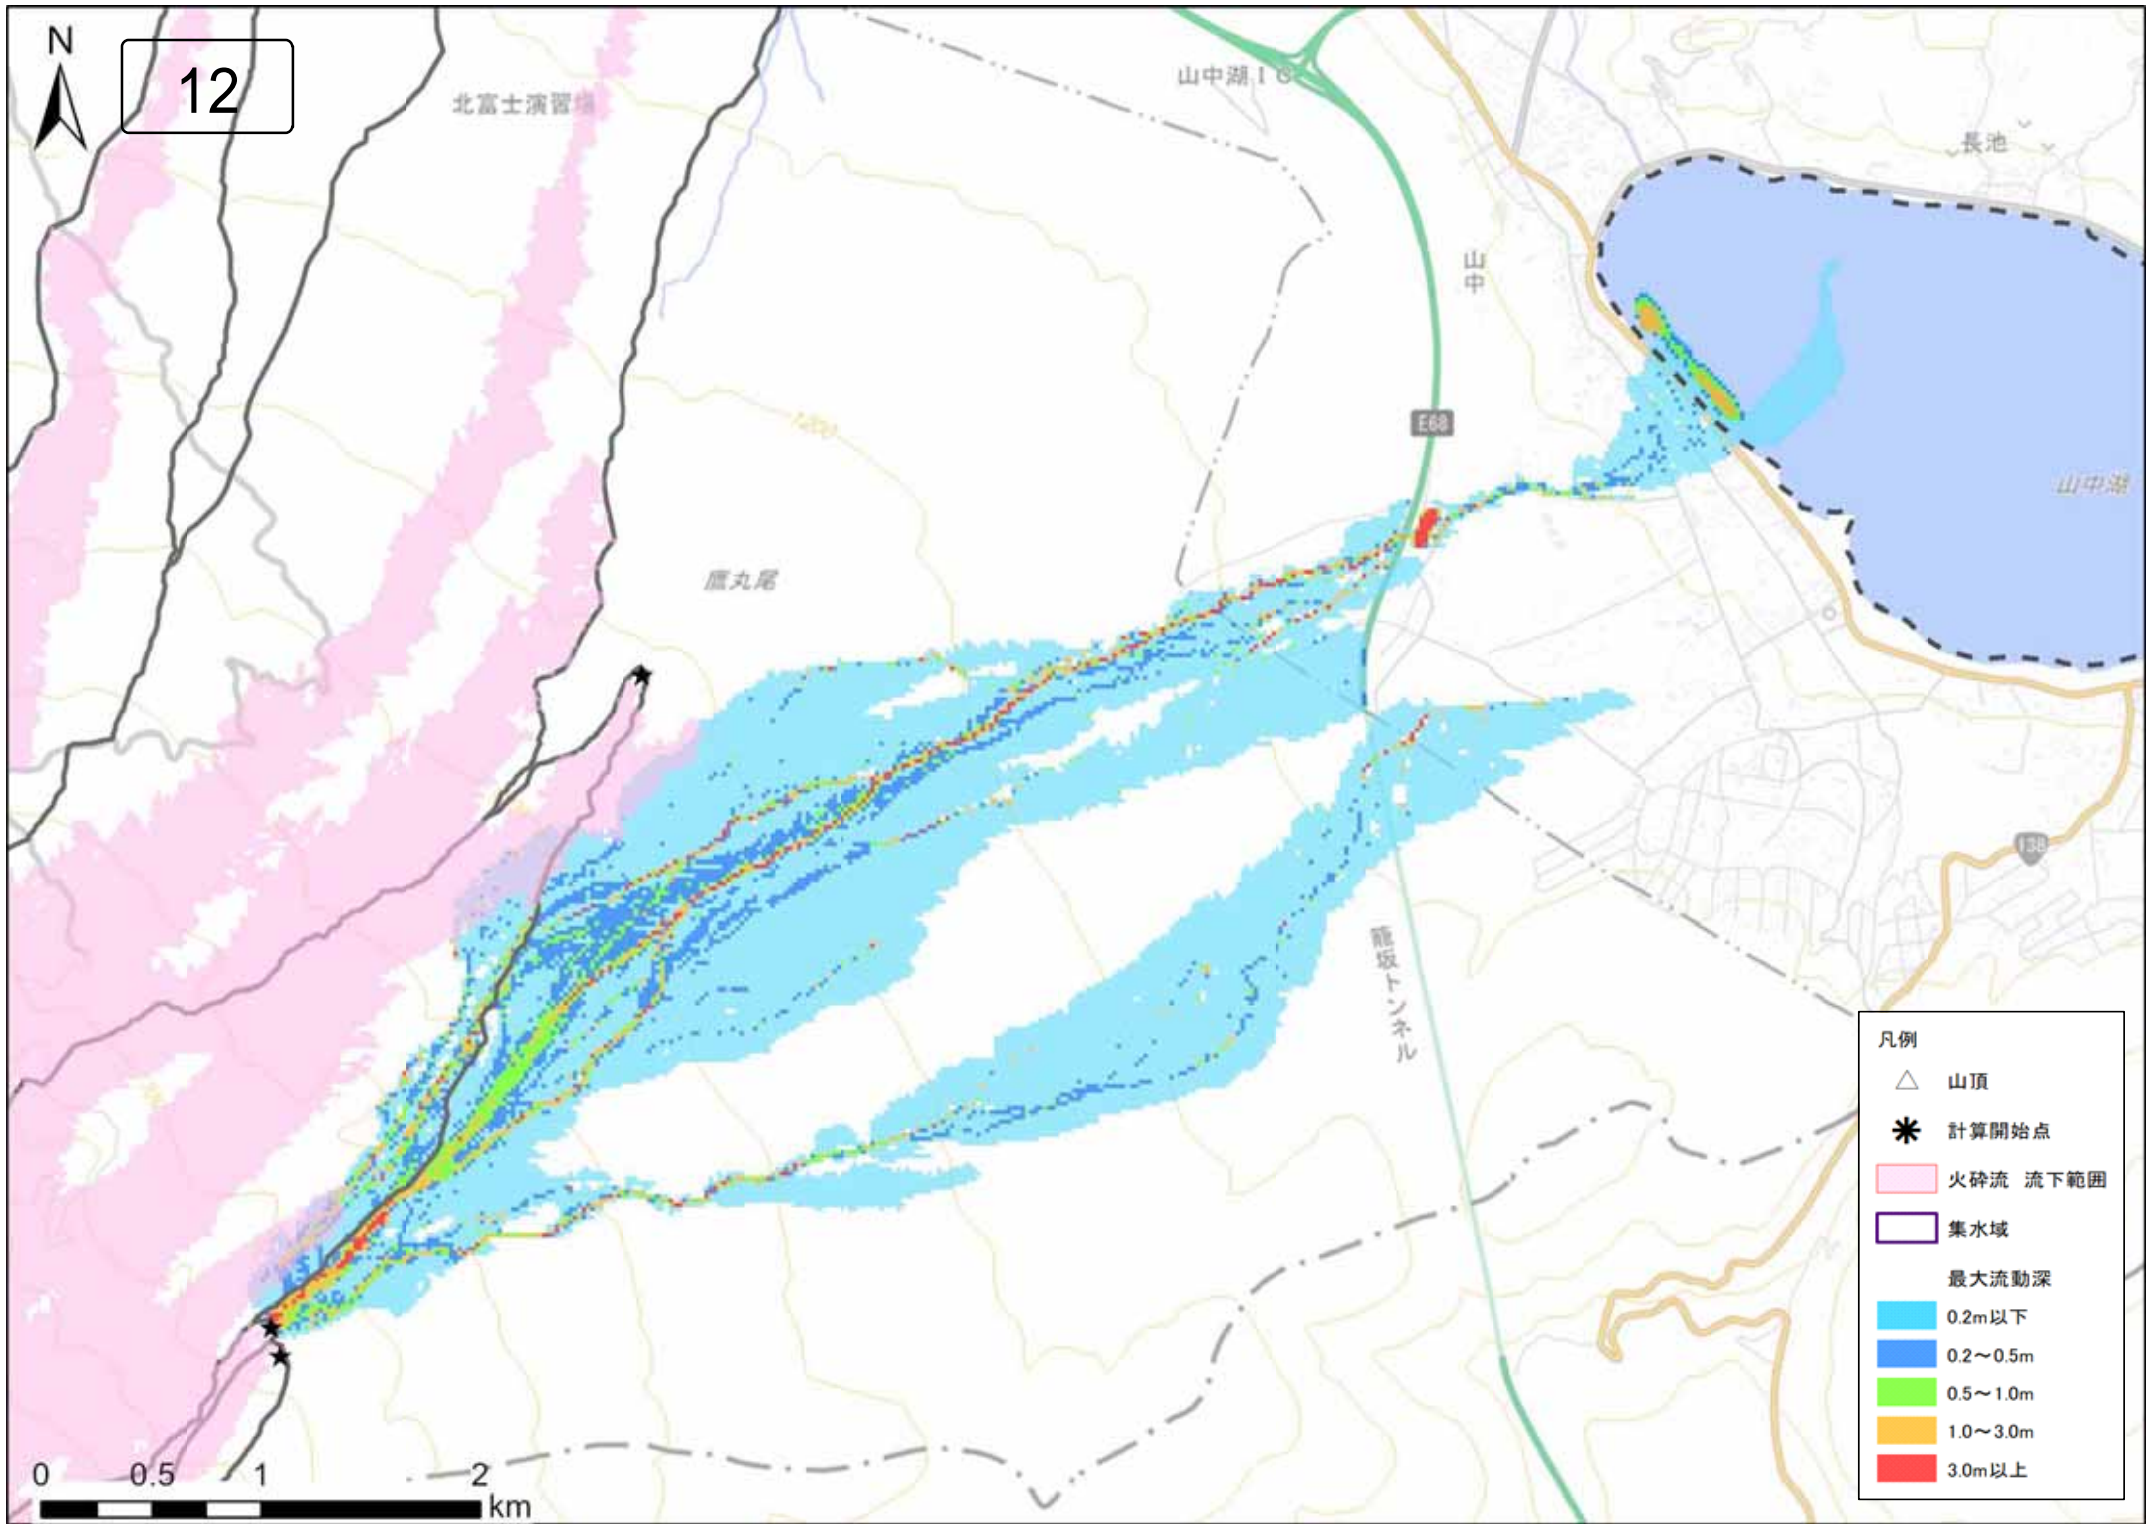 N
12
北富士演習場
山中湖IC
長池
山中
1200
E68
山中湖
鷹丸尾
138
籠坂トンネル
凡例
山頂
計算開始点
火砕流 流下範囲
集水域
最大流動深
0.2m以下
0.2～0.5m
0.5～1.0m
1.0～3.0m
3.0m以上
0 0.5 1 2
km